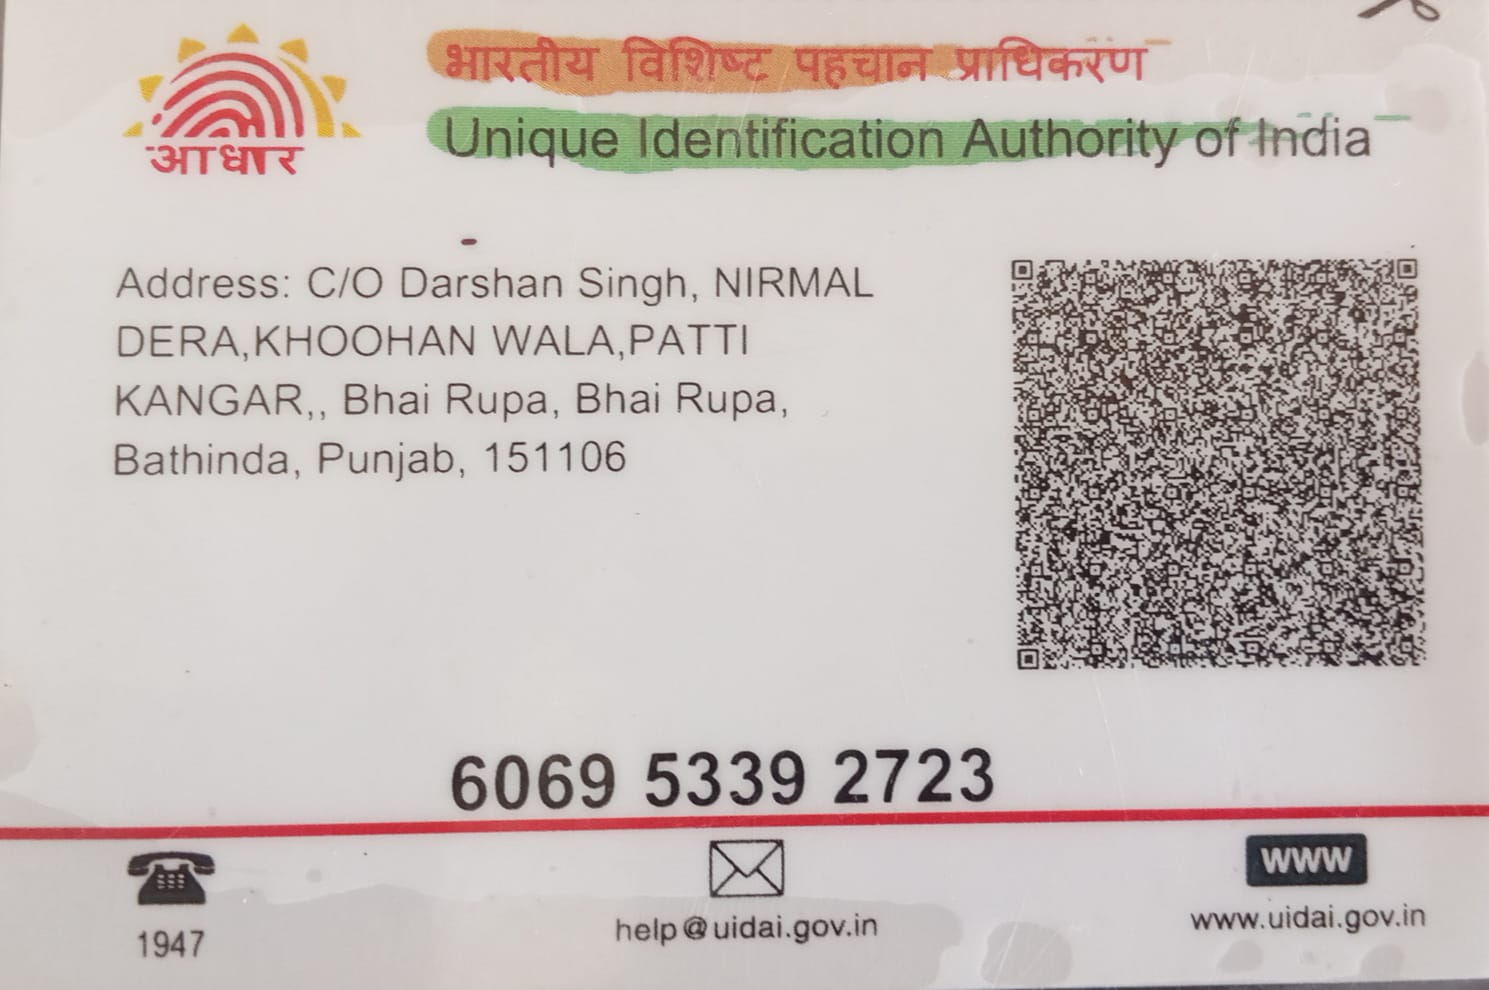 भारतीय विशिष्ट पहचान प्राधिकरण
आधार
Unique Identification Authority of India
Address: C/O Darshan Singh, NIRMAL
DERA,KHOOHAN WALA,PATTI
KANGAR,, Bhai Rupa, Bhai Rupa,
Bathinda, Punjab, 151106
6069 5339 2723
1947
help@uidai.gov.in
WWW
www.uidai.gov.in